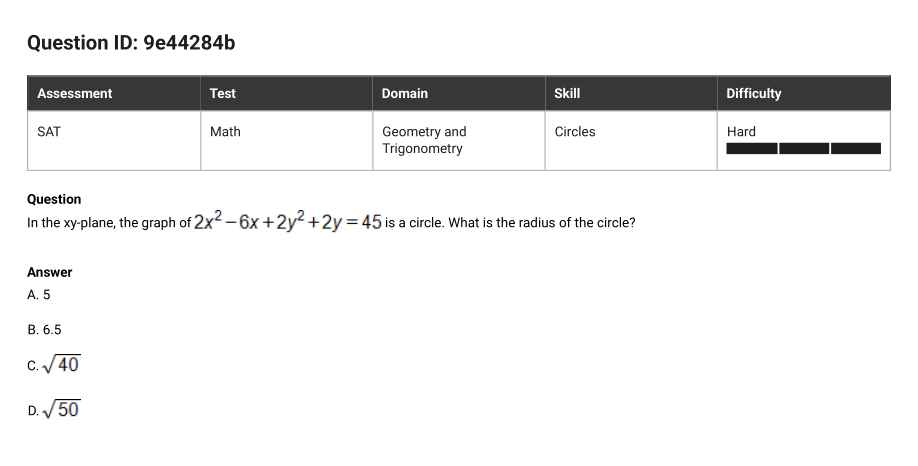 Question ID: 9e44284b
Assessment Test Domain Skill Difficulty
SAT Math Geometry and Trigonometry Circles Hard
Question
In the xy-plane, the graph of 2x² − 6x + 2y² + 2y = 45 is a circle. What is the radius of the circle?
Answer
A. 5
B. 6.5
C. √40
D. √50